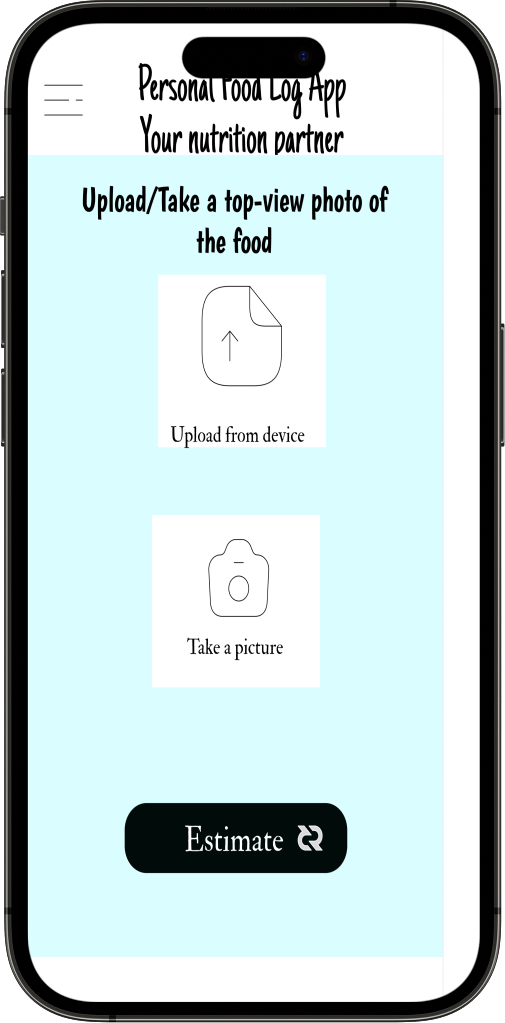 Personal Food Log App
Your nutrition partner
Upload/Take a top-view photo of
the food
Upload from device
Take a picture
Estimate